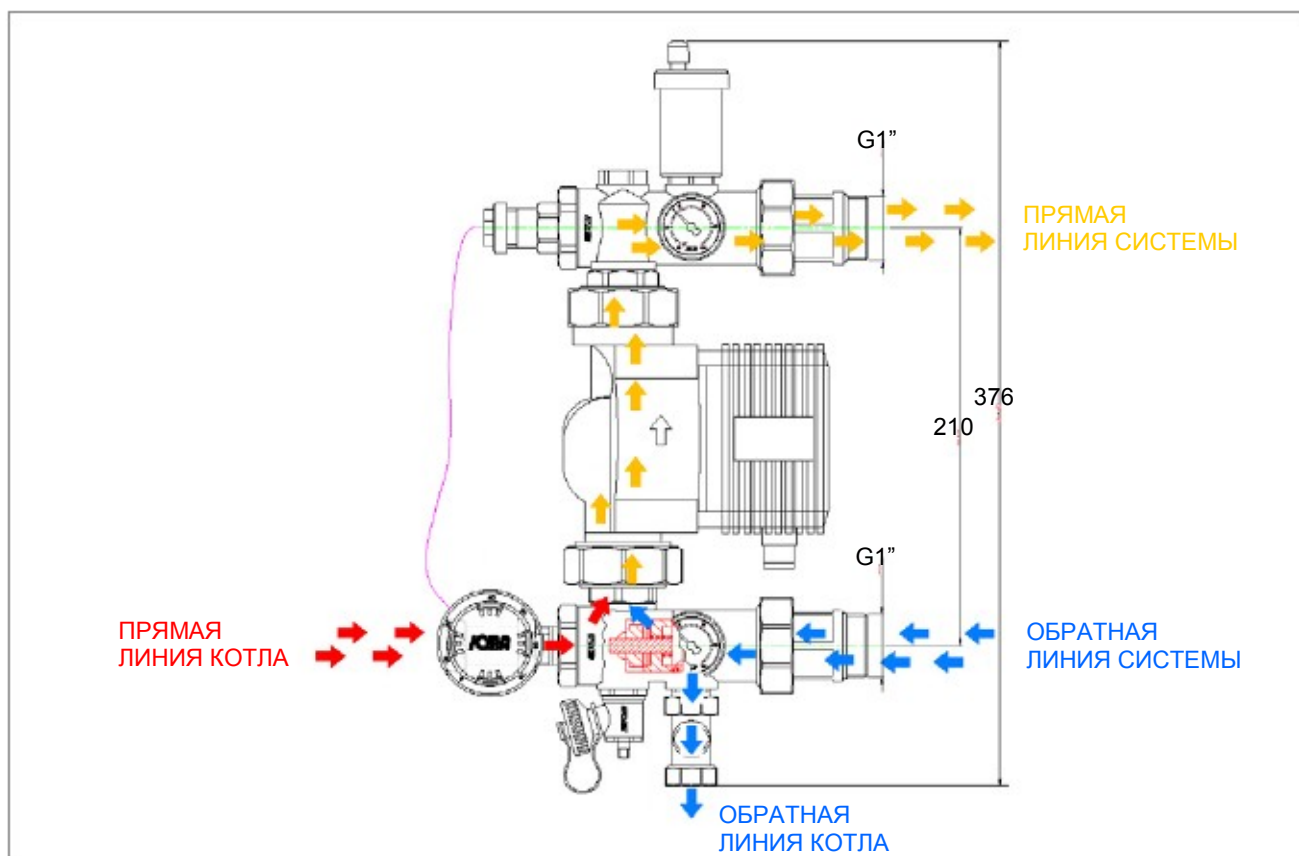 G1”
ПРЯМАЯ
ЛИНИЯ СИСТЕМЫ
376
210
G1”
ПРЯМАЯ
ЛИНИЯ КОТЛА
ОБРАТНАЯ
ЛИНИЯ СИСТЕМЫ
ОБРАТНАЯ
ЛИНИЯ КОТЛА